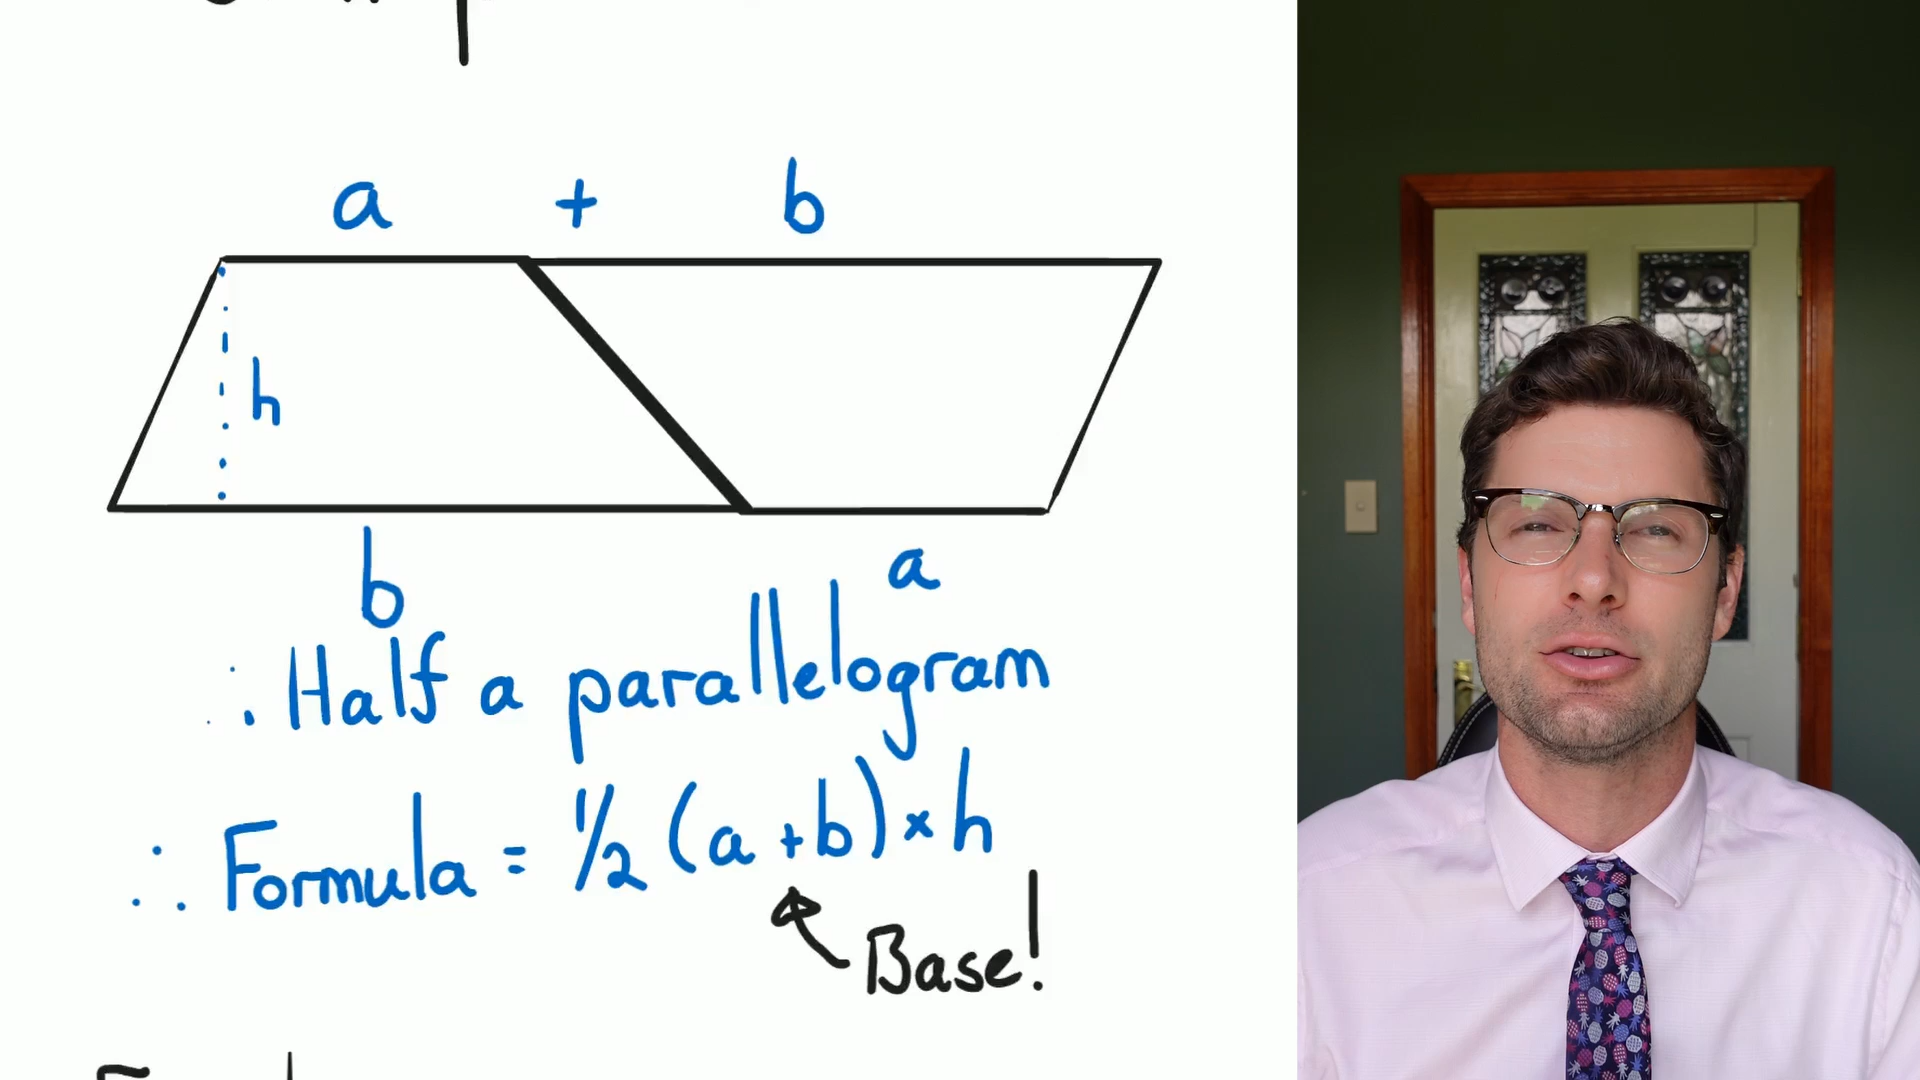 a + b
h
b a
∴ Half a parallelogram
∴ Formula = ½ (a + b) × h
Base!